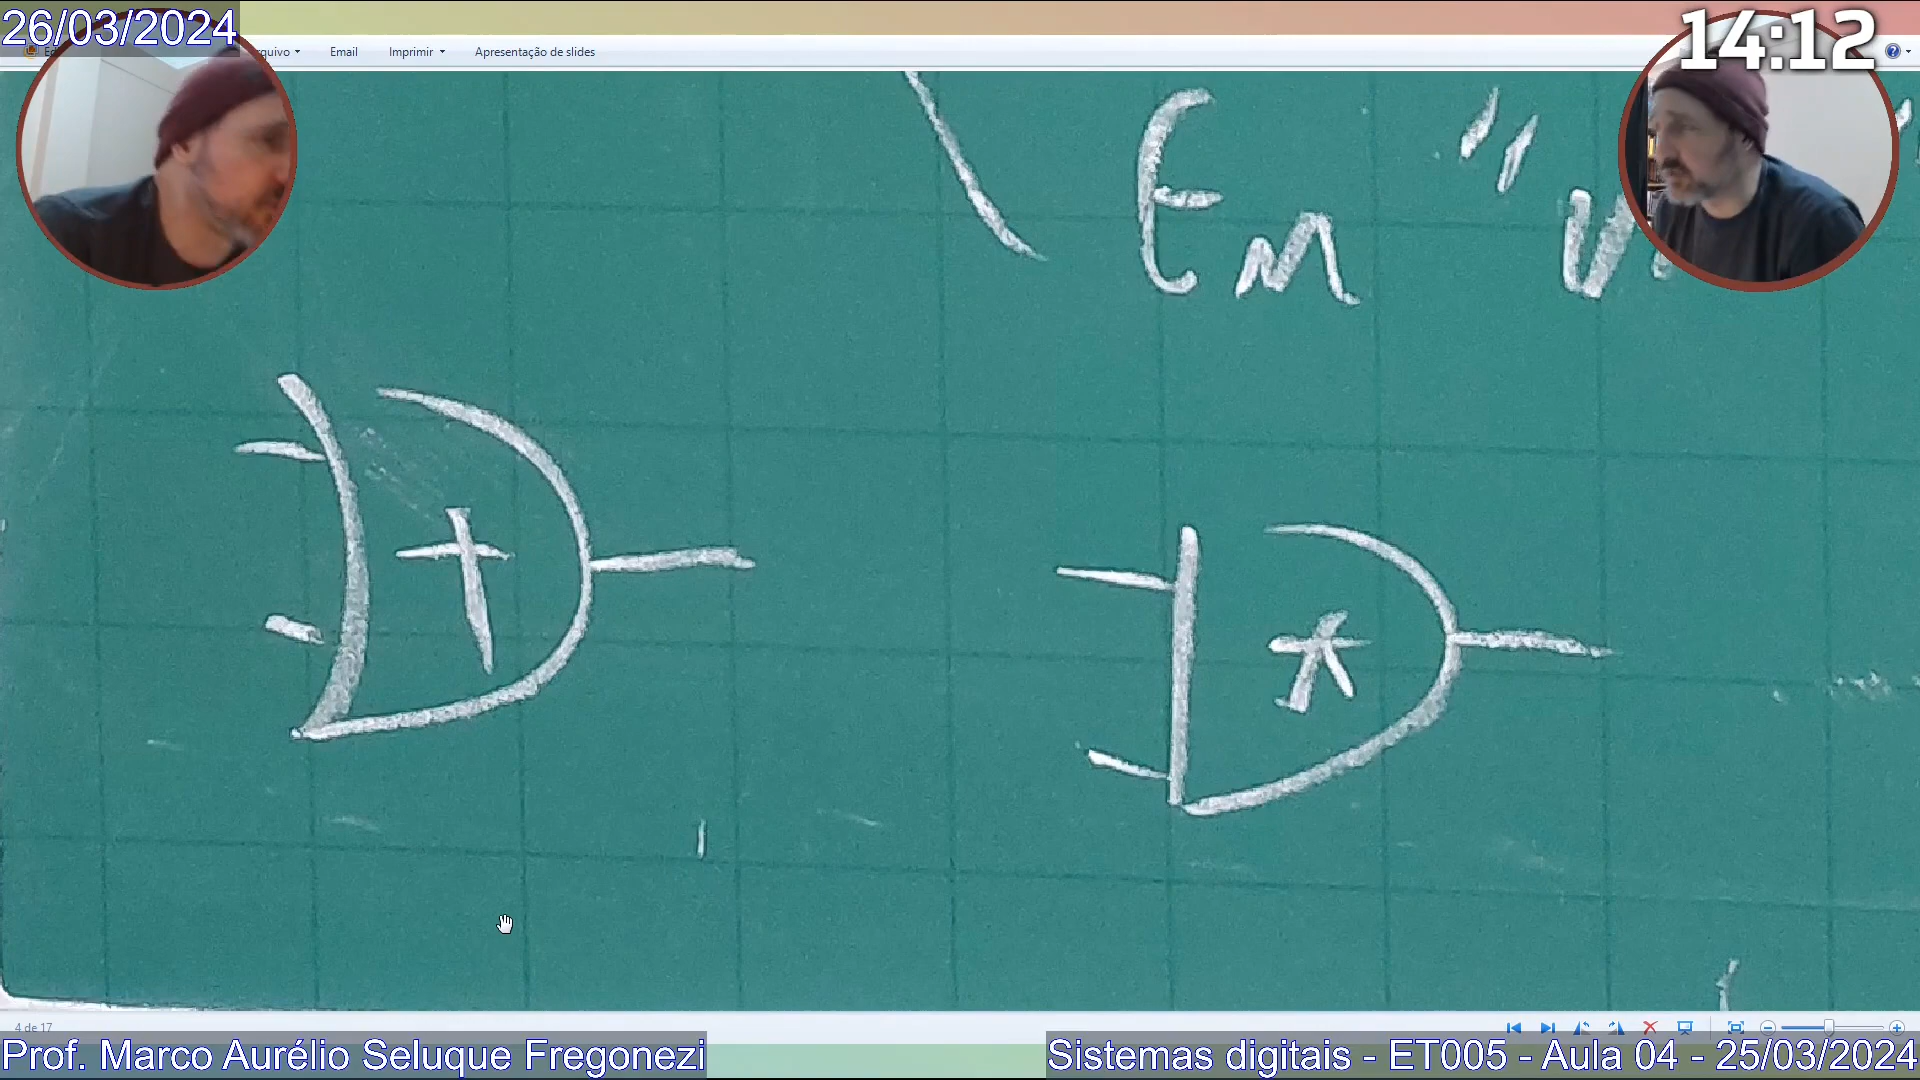 26/03/2024
14:12
Email
Imprimir
Apresentação de slides
Em "
+
*
4 de 17
Prof. Marco Aurélio Seluque Fregonezi
Sistemas digitais - ET005 - Aula 04 - 25/03/2024